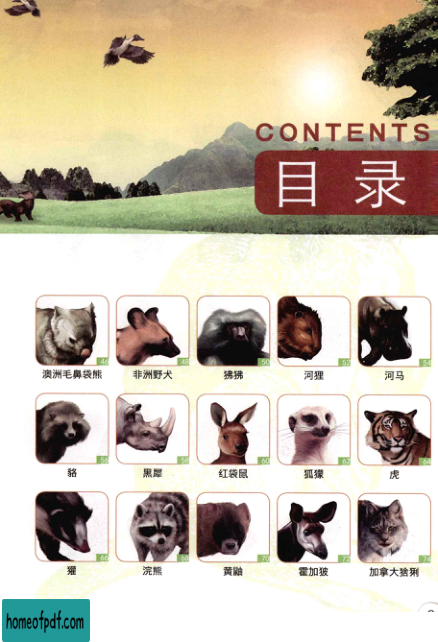 CONTENTS
目录
46 48 50 52 54
澳洲毛鼻袋熊 非洲野犬 狒狒 河狸 河马
56 58 60 62 64
貉 黑犀 红袋鼠 狐獴 虎
66 68 70 72 74
獾 浣熊 黄鼬 霍加狓 加拿大猞猁
homeofpdf.com